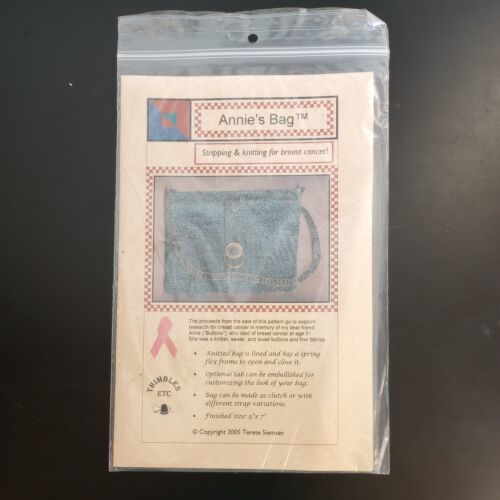 Annie's Bag™
Stripping & knitting for breast cancer!
The proceeds from the sale of this pattern go to support
research for breast cancer in memory of my dear friend
Annie ("Buttons"), who died of breast cancer at age 51.
She was a knitter, sewer, and loved buttons and fine fabrics.
• Knitted bag is lined and has a spring
flex frame to open and close it.
• Optional tab can be embellished for
customizing the look of your bag.
• Bag can be made as clutch or with
different strap variations.
• Finished size: 9"x 7"
THIMBLES
ETC
© Copyright 2005 Terese Siemsen